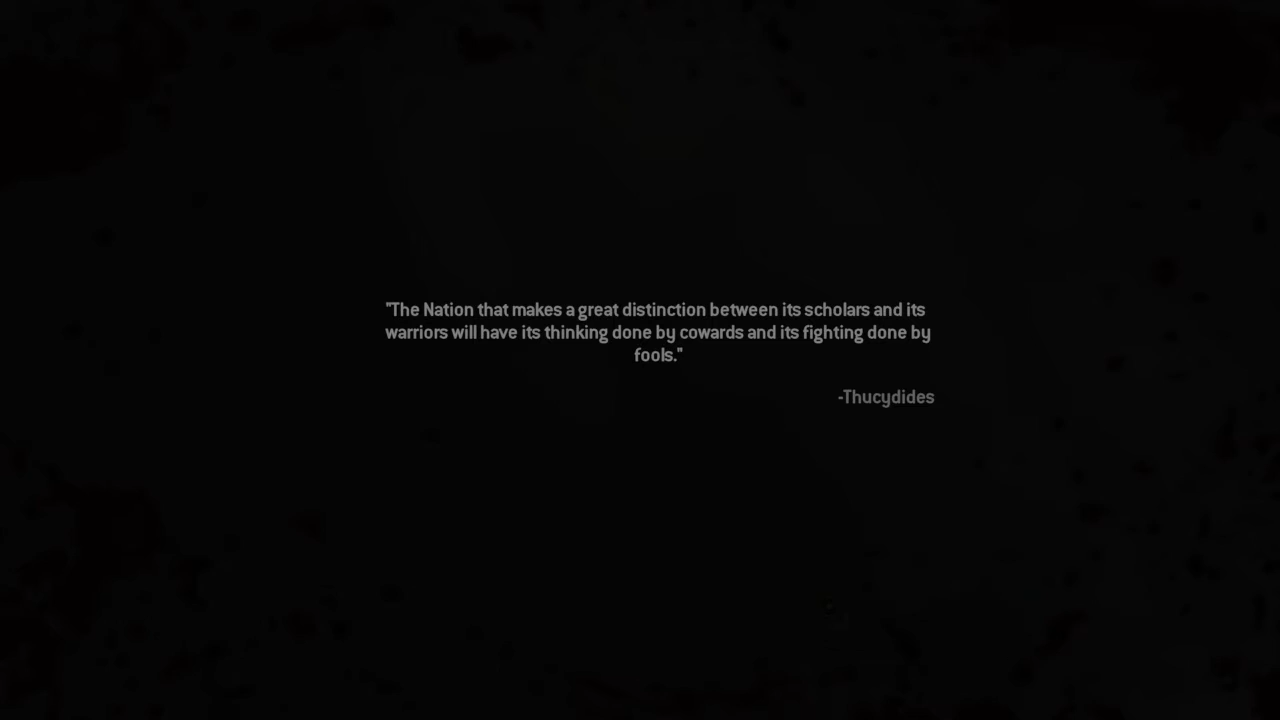 "The Nation that makes a great distinction between its scholars and its
warriors will have its thinking done by cowards and its fighting done by
fools."
-Thucydides